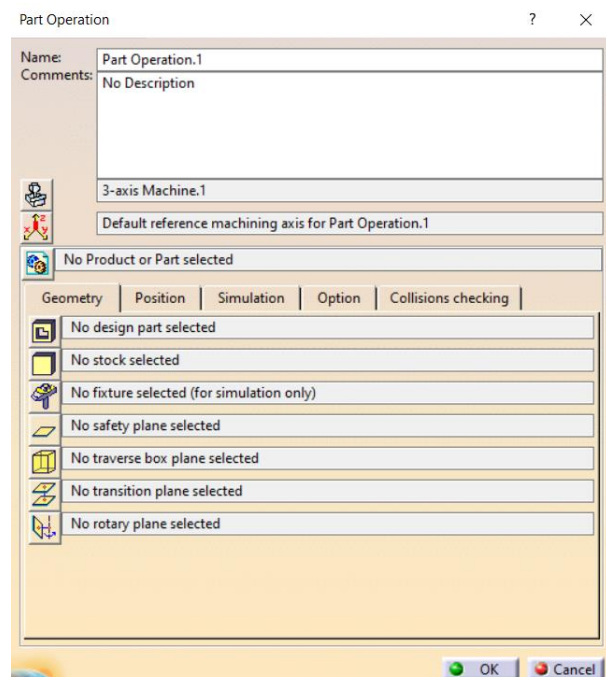 Part Operation
Name: Part Operation.1
Comments: No Description
3-axis Machine.1
Default reference machining axis for Part Operation.1
No Product or Part selected
Geometry Position Simulation Option Collisions checking
No design part selected
No stock selected
No fixture selected (for simulation only)
No safety plane selected
No traverse box plane selected
No transition plane selected
No rotary plane selected
OK Cancel